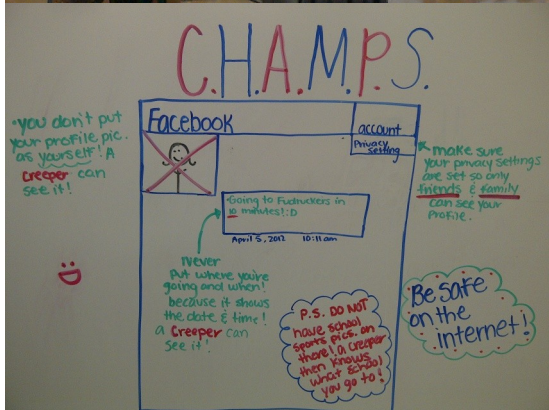 C.H.A.M.P.S.
Facebook
account
Privacy
setting
•you don't put
your profile pic.
as yourself! A
creeper can
see it!
make sure
your privacy settings
are set so only
friends & family
can see your
Profile.
Going to Fudruckers in
10 minutes!:D
April 5, 2012 10:11am
Never
Put where you're
going and when!
because it shows
the date & time!
a creeper can
see it!
P.S. DO NOT
have school
sports pics. on
there! a creeper
then knows
what school
you go to!
Be safe
on the
internet!